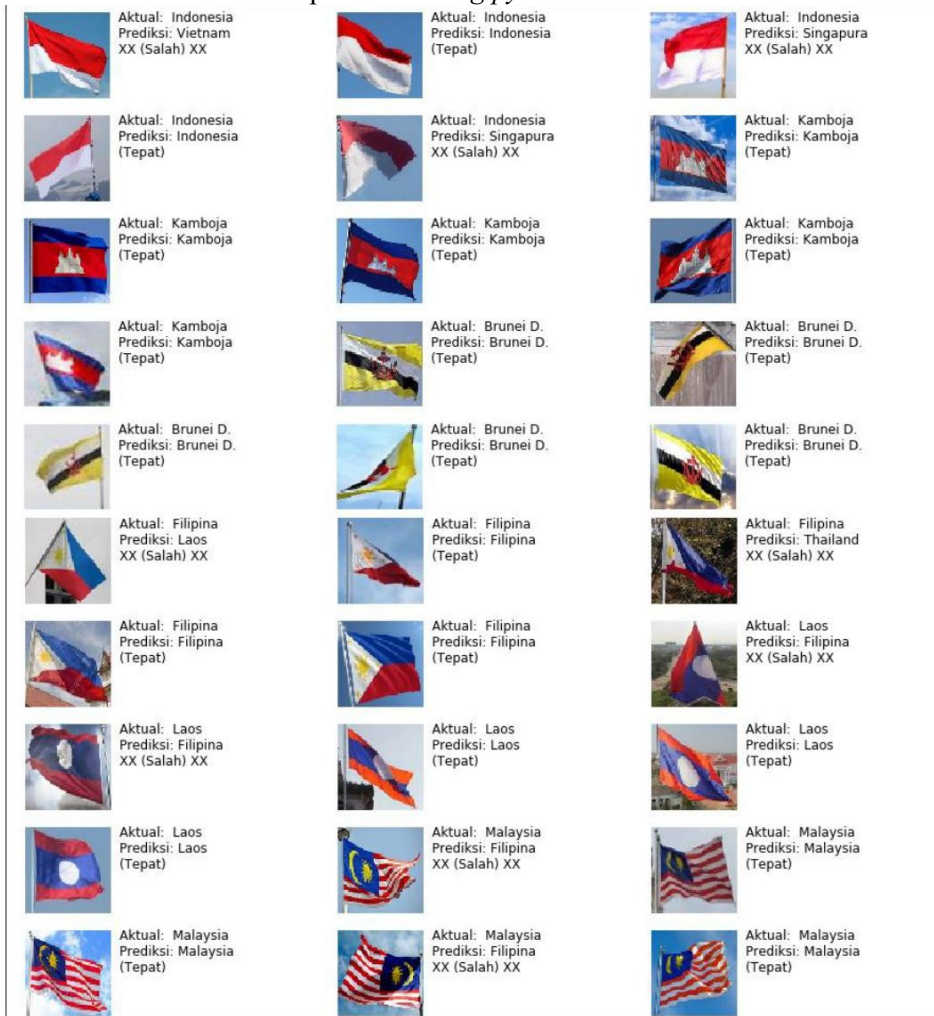 Aktual: Indonesia
Prediksi: Vietnam
XX (Salah) XX
Aktual: Indonesia
Prediksi: Indonesia
(Tepat)
Aktual: Indonesia
Prediksi: Singapura
XX (Salah) XX
Aktual: Indonesia
Prediksi: Indonesia
(Tepat)
Aktual: Indonesia
Prediksi: Singapura
XX (Salah) XX
Aktual: Kamboja
Prediksi: Kamboja
(Tepat)
Aktual: Kamboja
Prediksi: Kamboja
(Tepat)
Aktual: Kamboja
Prediksi: Kamboja
(Tepat)
Aktual: Kamboja
Prediksi: Kamboja
(Tepat)
Aktual: Kamboja
Prediksi: Kamboja
(Tepat)
Aktual: Brunei D.
Prediksi: Brunei D.
(Tepat)
Aktual: Brunei D.
Prediksi: Brunei D.
(Tepat)
Aktual: Brunei D.
Prediksi: Brunei D.
(Tepat)
Aktual: Brunei D.
Prediksi: Brunei D.
(Tepat)
Aktual: Brunei D.
Prediksi: Brunei D.
(Tepat)
Aktual: Filipina
Prediksi: Laos
XX (Salah) XX
Aktual: Filipina
Prediksi: Filipina
(Tepat)
Aktual: Filipina
Prediksi: Thailand
XX (Salah) XX
Aktual: Filipina
Prediksi: Filipina
(Tepat)
Aktual: Filipina
Prediksi: Filipina
(Tepat)
Aktual: Laos
Prediksi: Filipina
XX (Salah) XX
Aktual: Laos
Prediksi: Filipina
XX (Salah) XX
Aktual: Laos
Prediksi: Laos
(Tepat)
Aktual: Laos
Prediksi: Laos
(Tepat)
Aktual: Laos
Prediksi: Laos
(Tepat)
Aktual: Malaysia
Prediksi: Filipina
XX (Salah) XX
Aktual: Malaysia
Prediksi: Malaysia
(Tepat)
Aktual: Malaysia
Prediksi: Malaysia
(Tepat)
Aktual: Malaysia
Prediksi: Filipina
XX (Salah) XX
Aktual: Malaysia
Prediksi: Malaysia
(Tepat)